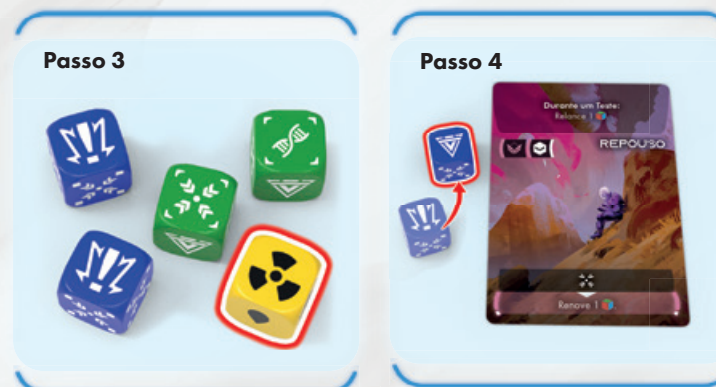 Passo 3
Passo 4
Durante um Teste:
Relance 1
REPOUSO
Renove 1